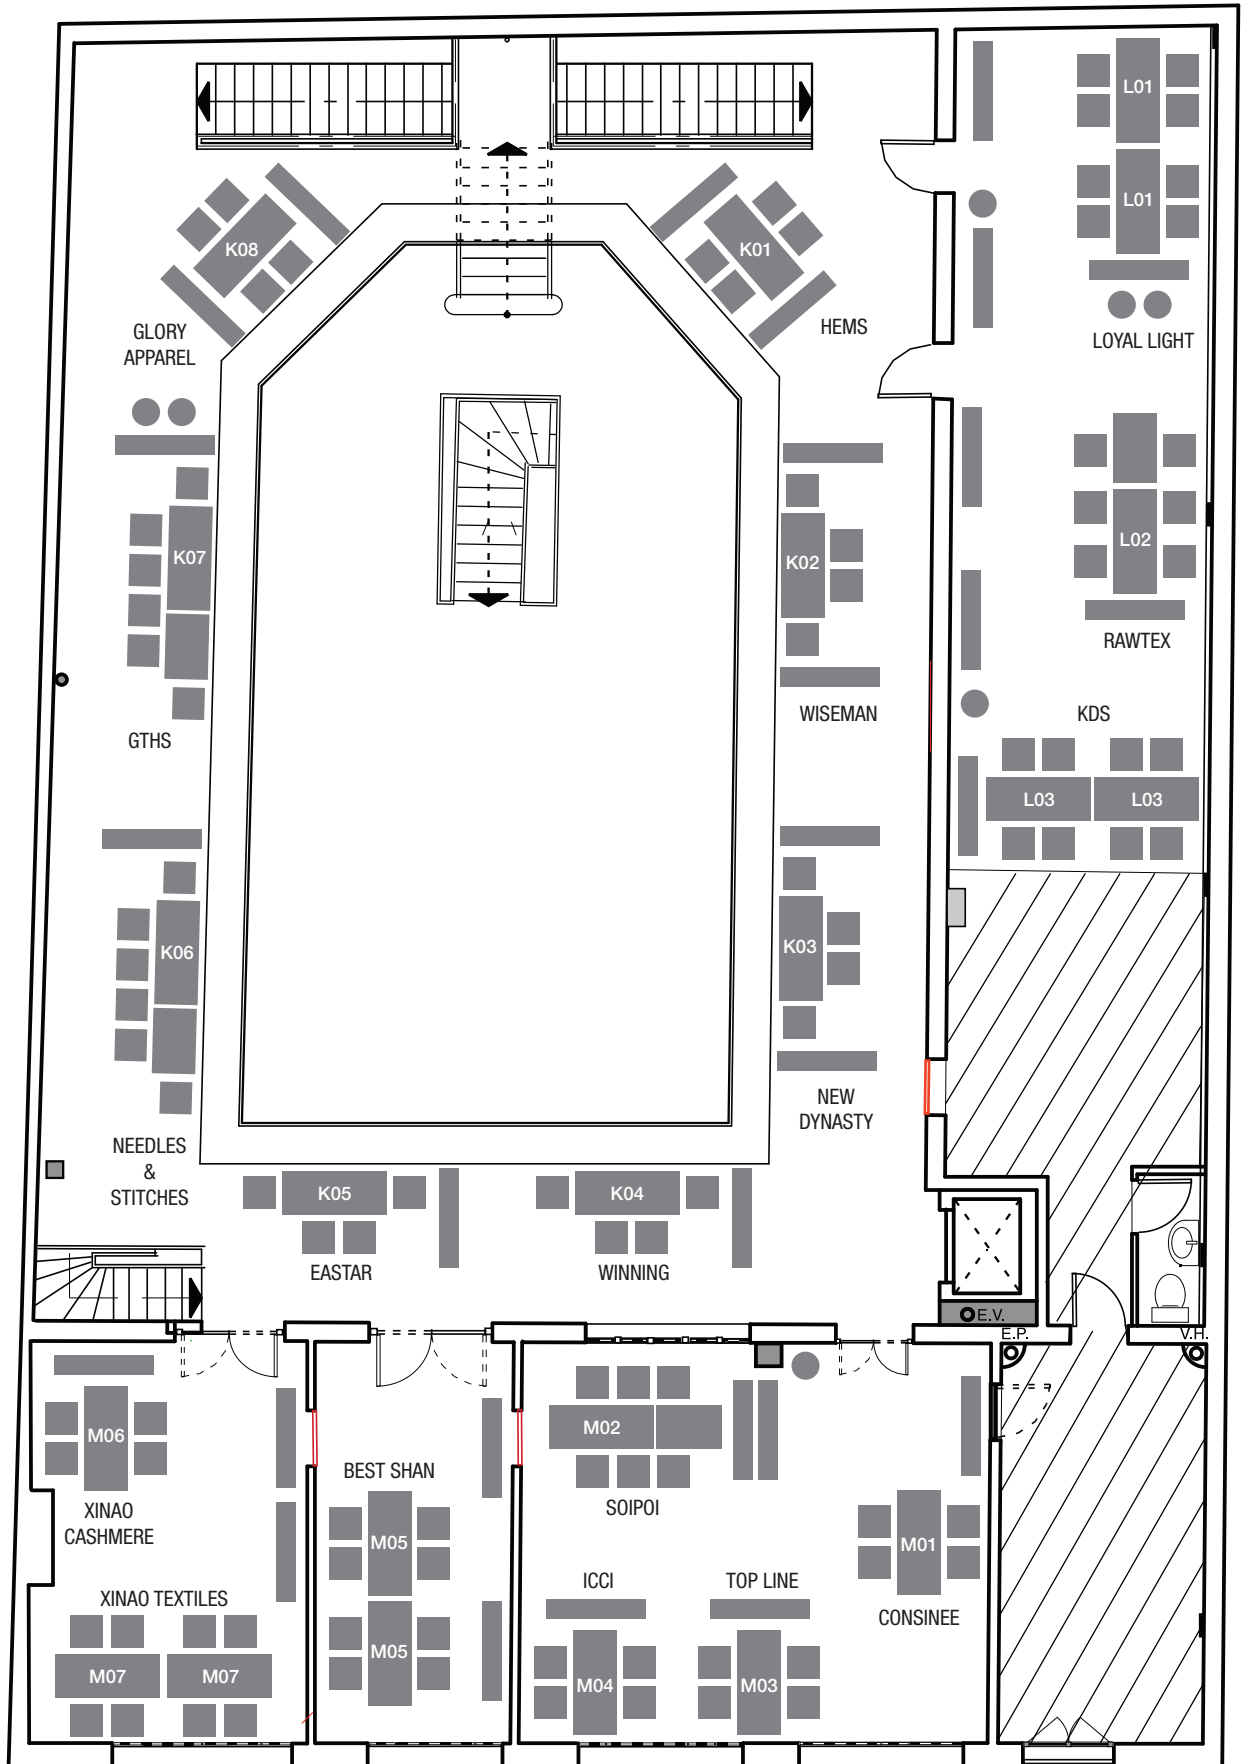 L01
L01
LOYAL LIGHT
K08
K01
HEMS
GLORY
APPAREL
K07
GTHS
K02
WISEMAN
L02
RAWTEX
KDS
L03
L03
K06
NEEDLES
&
STITCHES
K03
NEW
DYNASTY
K05
EASTAR
K04
WINNING
E.V.
E.P.
V.H.
M06
XINAO
CASHMERE
XINAO TEXTILES
M07
M07
BEST SHAN
M05
M05
M02
SOIPOI
M01
CONSINEE
ICCI
M04
TOP LINE
M03